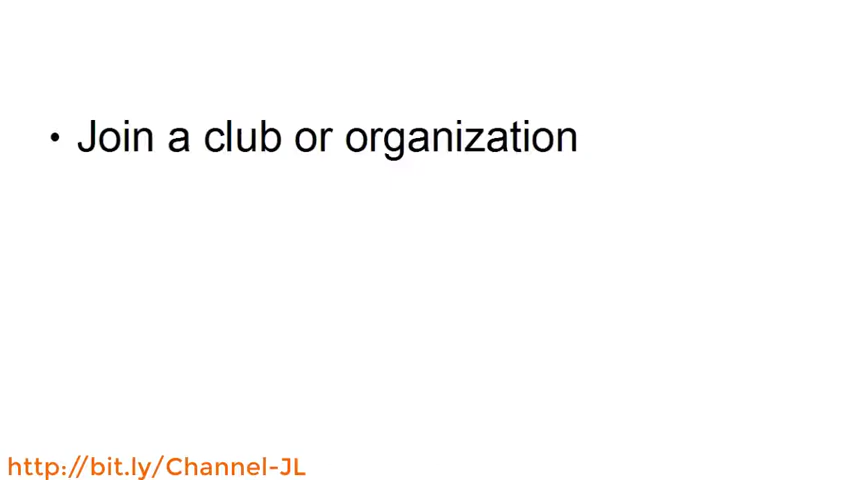 • Join a club or organization
http://bit.ly/Channel-JL